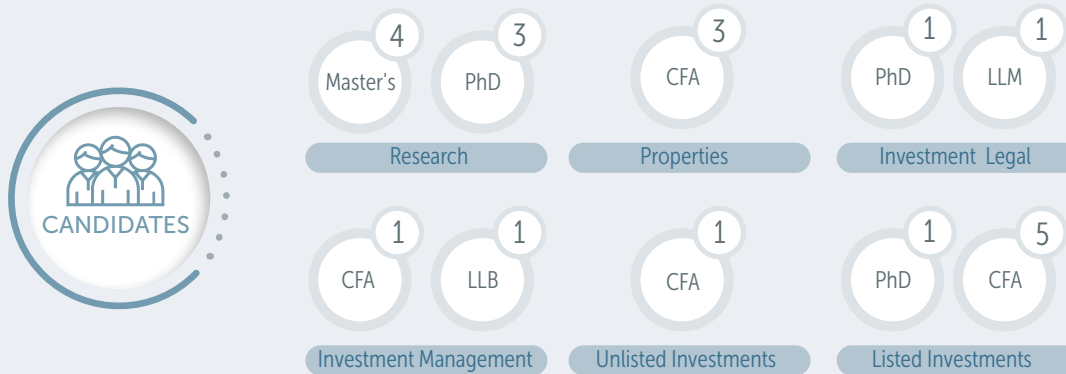 CANDIDATES
4
Master's
3
PhD
Research
3
CFA
Properties
1
PhD
1
LLM
Investment Legal
1
CFA
1
LLB
Investment Management
1
CFA
Unlisted Investments
1
PhD
5
CFA
Listed Investments